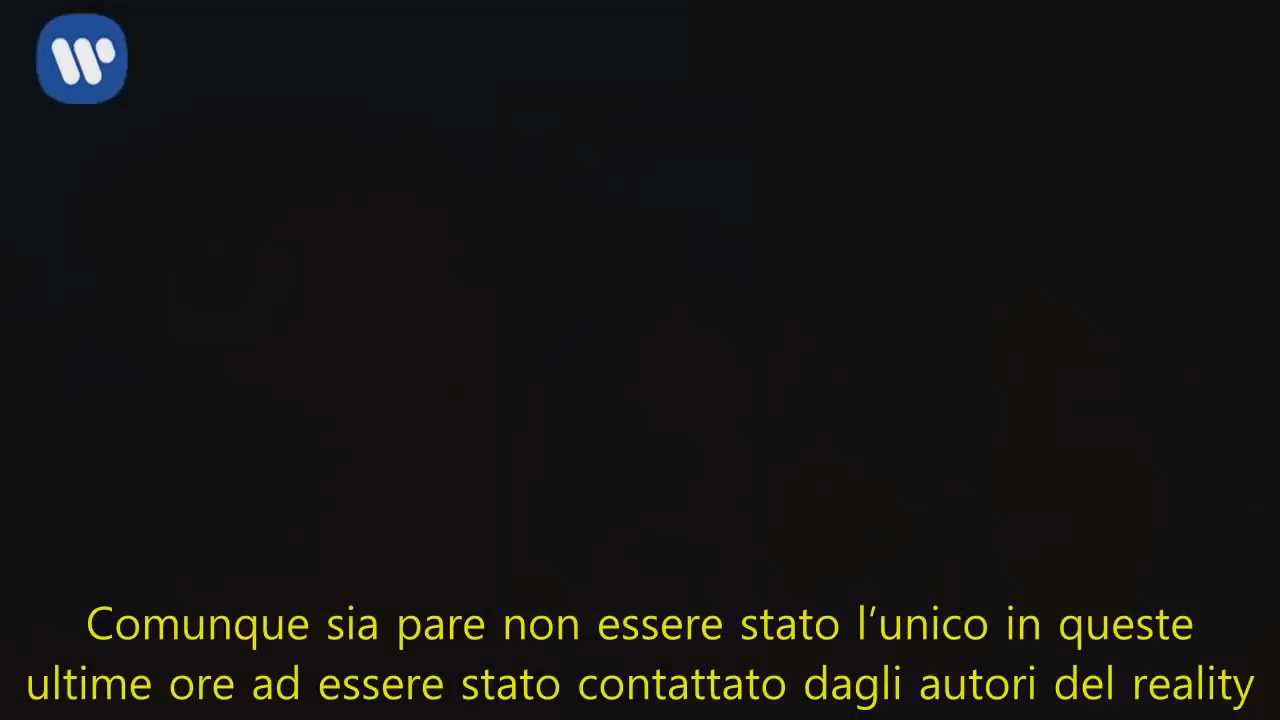 Comunque sia pare non essere stato l’unico in queste
ultime ore ad essere stato contattato dagli autori del reality